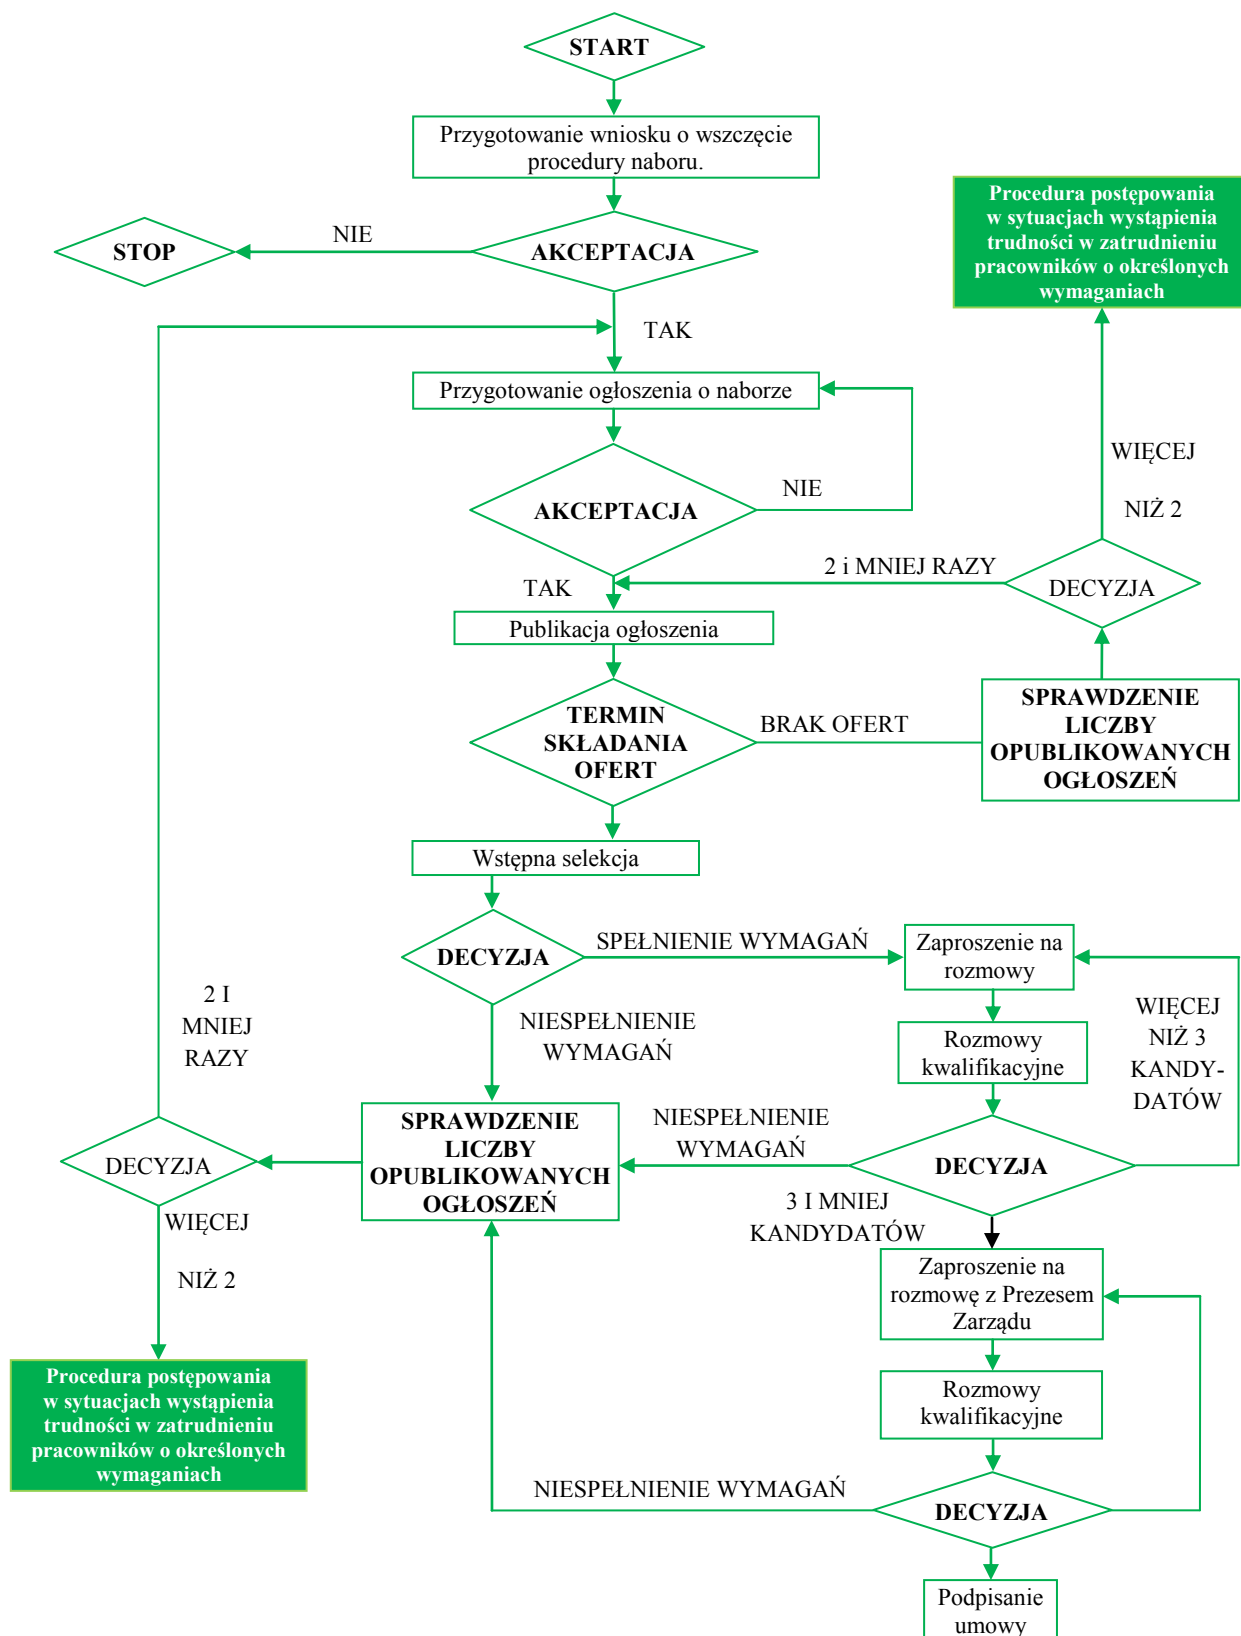 START
Przygotowanie wniosku o wszczęcie
procedury naboru.
Procedura postępowania
w sytuacjach wystąpienia
trudności w zatrudnieniu
pracowników o określonych
wymaganiach
NIE
STOP
AKCEPTACJA
TAK
Przygotowanie ogłoszenia o naborze
WIĘCEJ
NIŻ 2
NIE
AKCEPTACJA
2 i MNIEJ RAZY
DECYZJA
TAK
Publikacja ogłoszenia
TERMIN
SKŁADANIA
OFERT
BRAK OFERT
SPRAWDZENIE
LICZBY
OPUBLIKOWANYCH
OGŁOSZEŃ
Wstępna selekcja
DECYZJA
SPEŁNIENIE WYMAGAŃ
Zaproszenie na
rozmowy
2 I
MNIEJ
RAZY
NIESPEŁNIENIE
WYMAGAŃ
WIĘCEJ
NIŻ 3
KANDY-
DATÓW
Rozmowy
kwalifikacyjne
SPRAWDZENIE
LICZBY
OPUBLIKOWANYCH
OGŁOSZEŃ
NIESPEŁNIENIE
WYMAGAŃ
DECYZJA
DECYZJA
3 I MNIEJ
KANDYDATÓW
WIĘCEJ
NIŻ 2
Zaproszenie na
rozmowę z Prezesem
Zarządu
Procedura postępowania
w sytuacjach wystąpienia
trudności w zatrudnieniu
pracowników o określonych
wymaganiach
Rozmowy
kwalifikacyjne
NIESPEŁNIENIE WYMAGAŃ
DECYZJA
Podpisanie
umowy